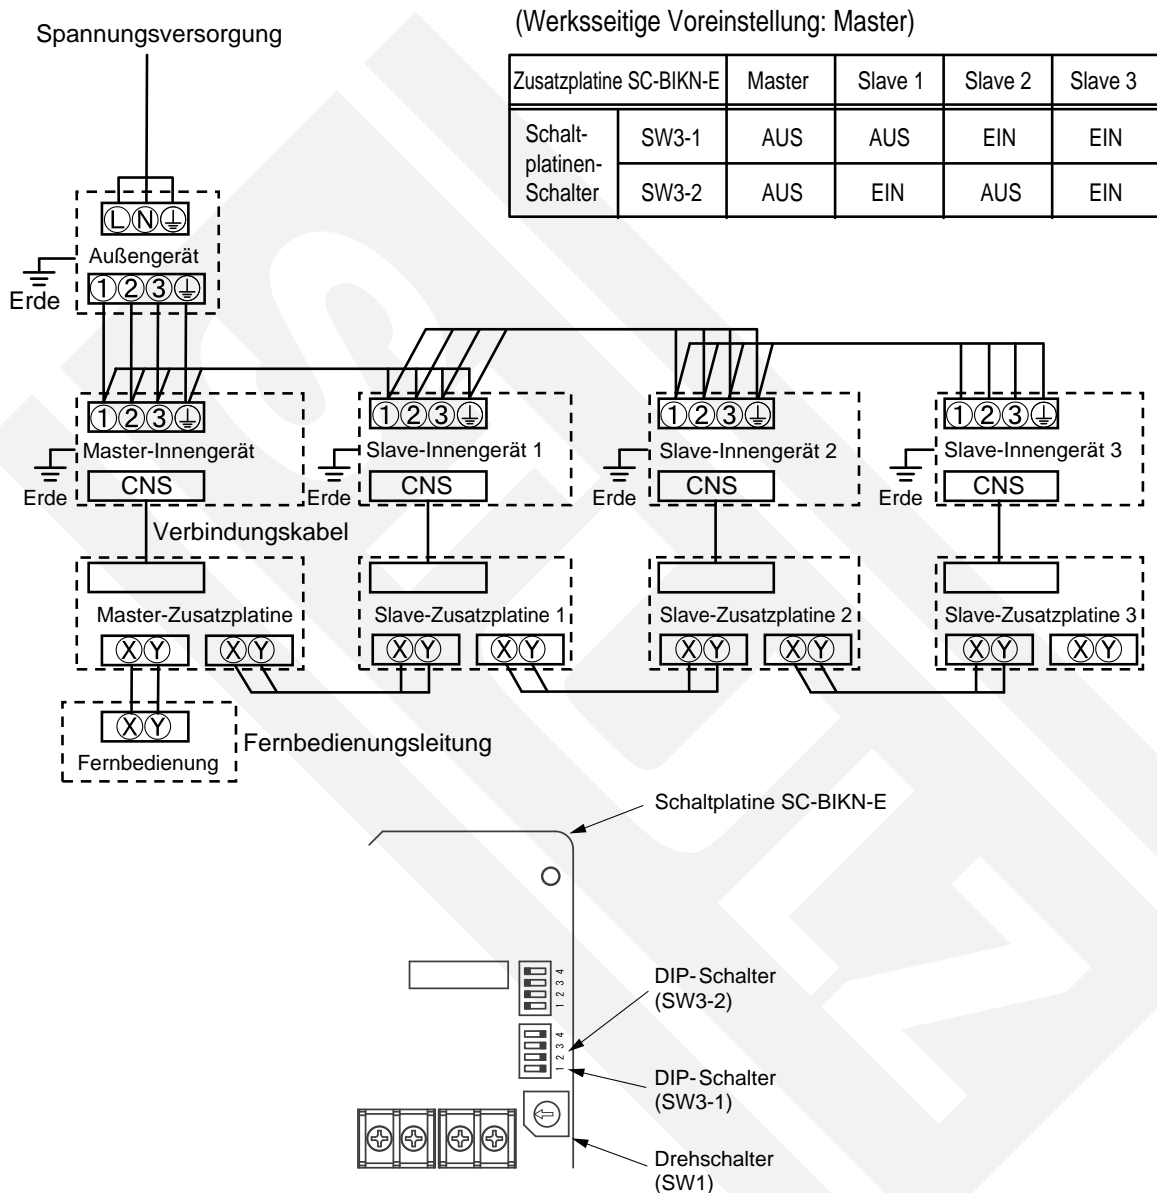 (Werksseitige Voreinstellung: Master)
Spannungsversorgung
Zusatzplatine SC-BIKN-E Master Slave 1 Slave 2 Slave 3
Schalt-
platinen-
Schalter
SW3-1 AUS AUS EIN EIN
SW3-2 AUS EIN AUS EIN
L N
Außengerät
Erde
1 2 3
1 2 3
1 2 3
1 2 3
1 2 3
Master-Innengerät
Slave-Innengerät 1
Slave-Innengerät 2
Slave-Innengerät 3
Erde CNS
Erde CNS
Erde CNS
Erde CNS
Verbindungskabel
Master-Zusatzplatine
Slave-Zusatzplatine 1
Slave-Zusatzplatine 2
Slave-Zusatzplatine 3
X Y X Y
X Y X Y
X Y X Y
X Y X Y
X Y
Fernbedienung
Fernbedienungsleitung
Schaltplatine SC-BIKN-E
1 2 3 4
DIP-Schalter
(SW3-2)
1 2 3 4
DIP-Schalter
(SW3-1)
Drehschalter
(SW1)